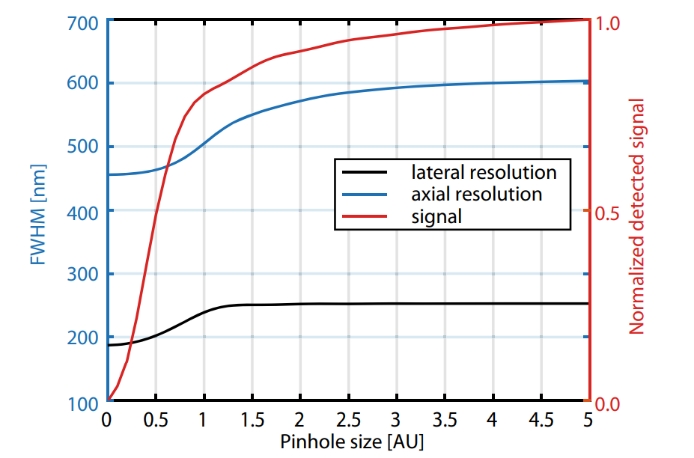 700
600
500
400
300
200
100
FWHM [nm]
lateral resolution
axial resolution
signal
1.0
0.5
0.0
Normalized detected signal
0 0.5 1 1.5 2 2.5 3 3.5 4 4.5 5
Pinhole size [AU]